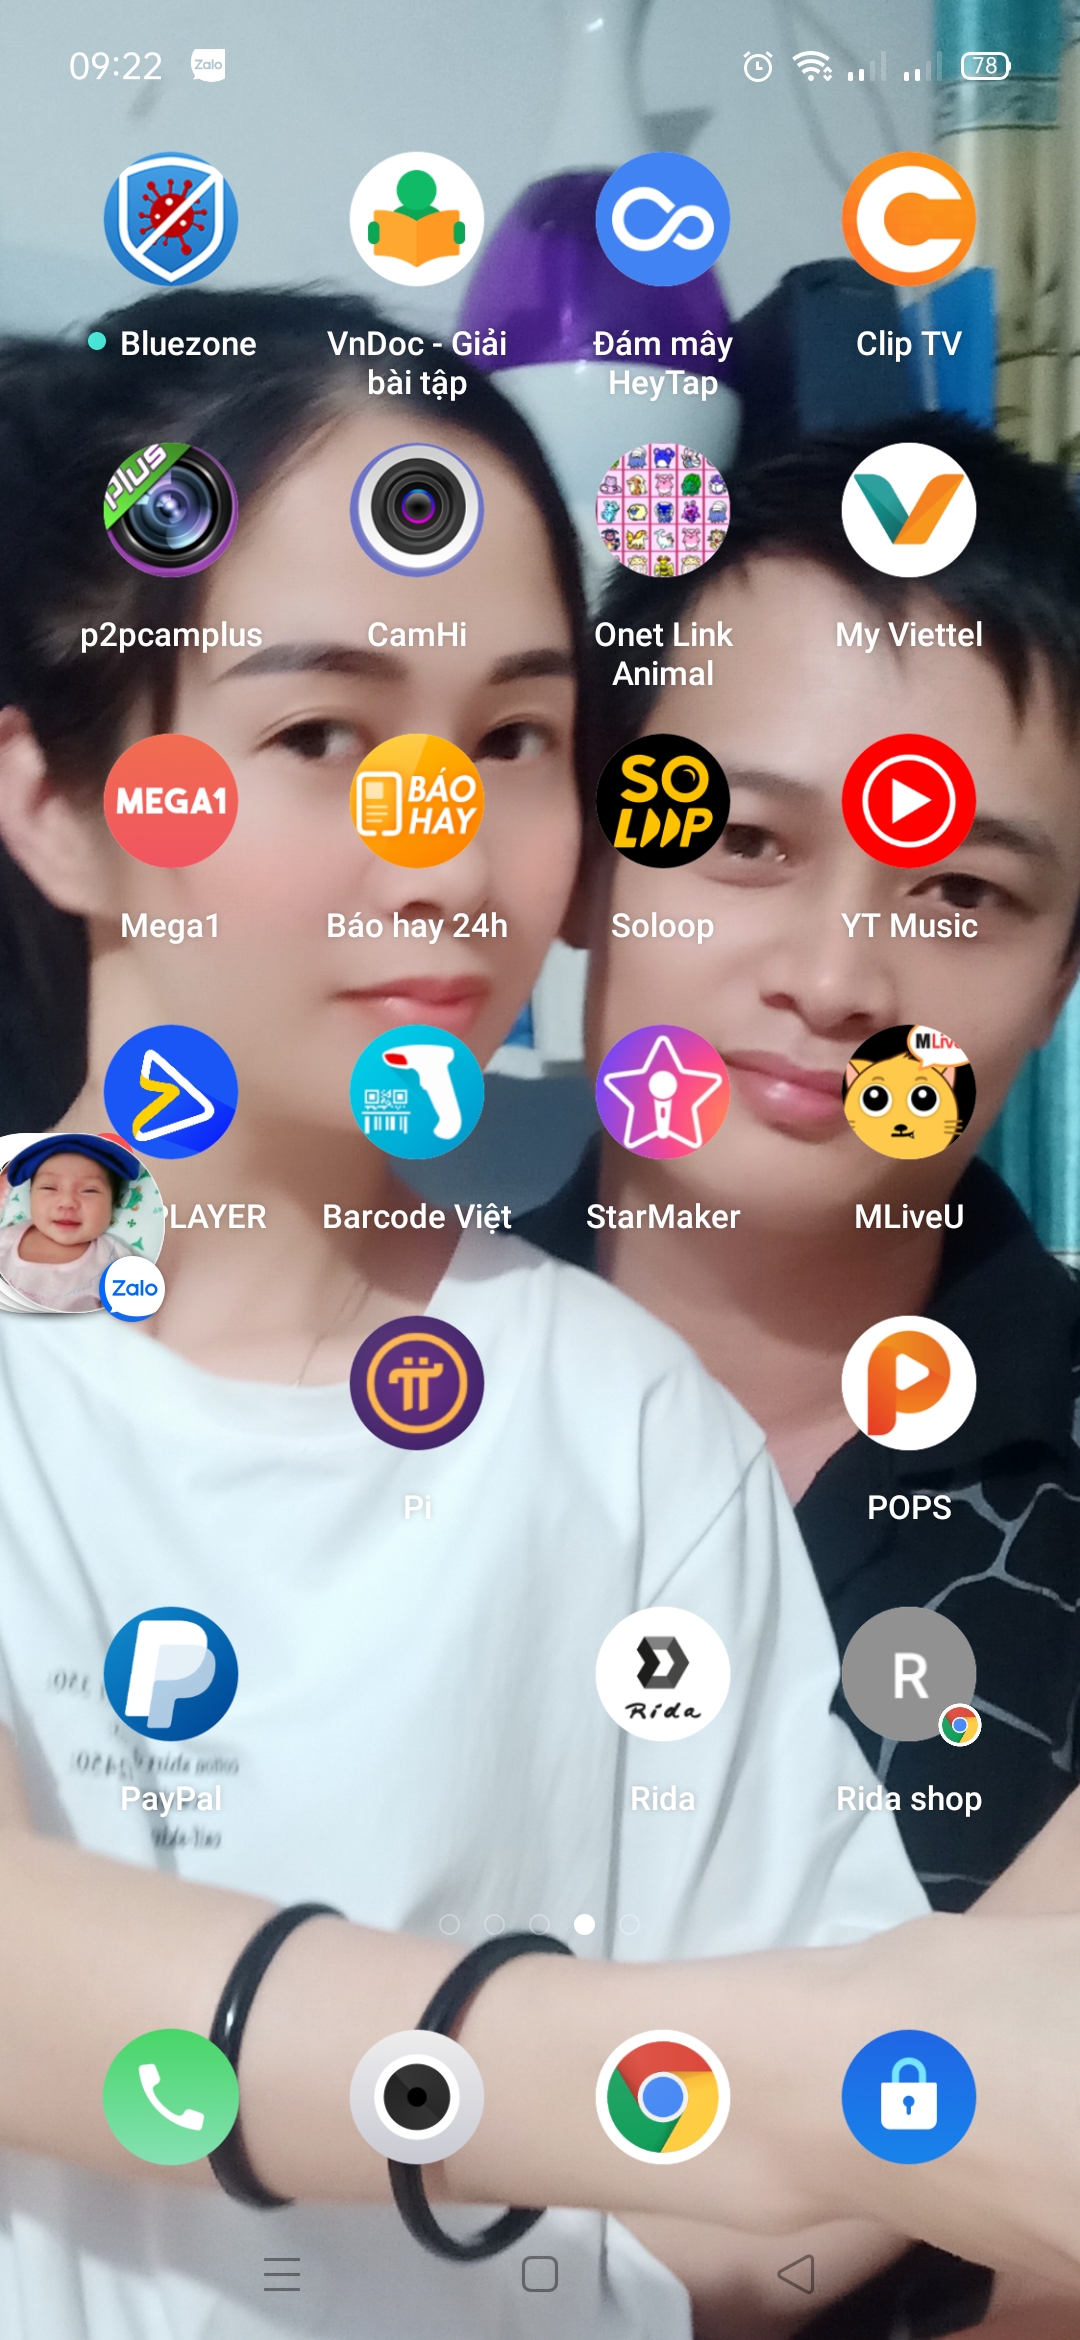 09:22
Zalo
78
Bluezone
VnDoc - Giải
bài tập
Đám mây
HeyTap
Clip TV
Plus
p2pcamplus
CamHi
Onet Link
Animal
My Viettel
MEGA1
BÁO
HAY
SO
LOOP
Mega1
Báo hay 24h
Soloop
YT Music
MLive
PLAYER
Barcode Việt
StarMaker
MLiveU
Zalo
Pi
POPS
Rida
R
PayPal
Rida
Rida shop